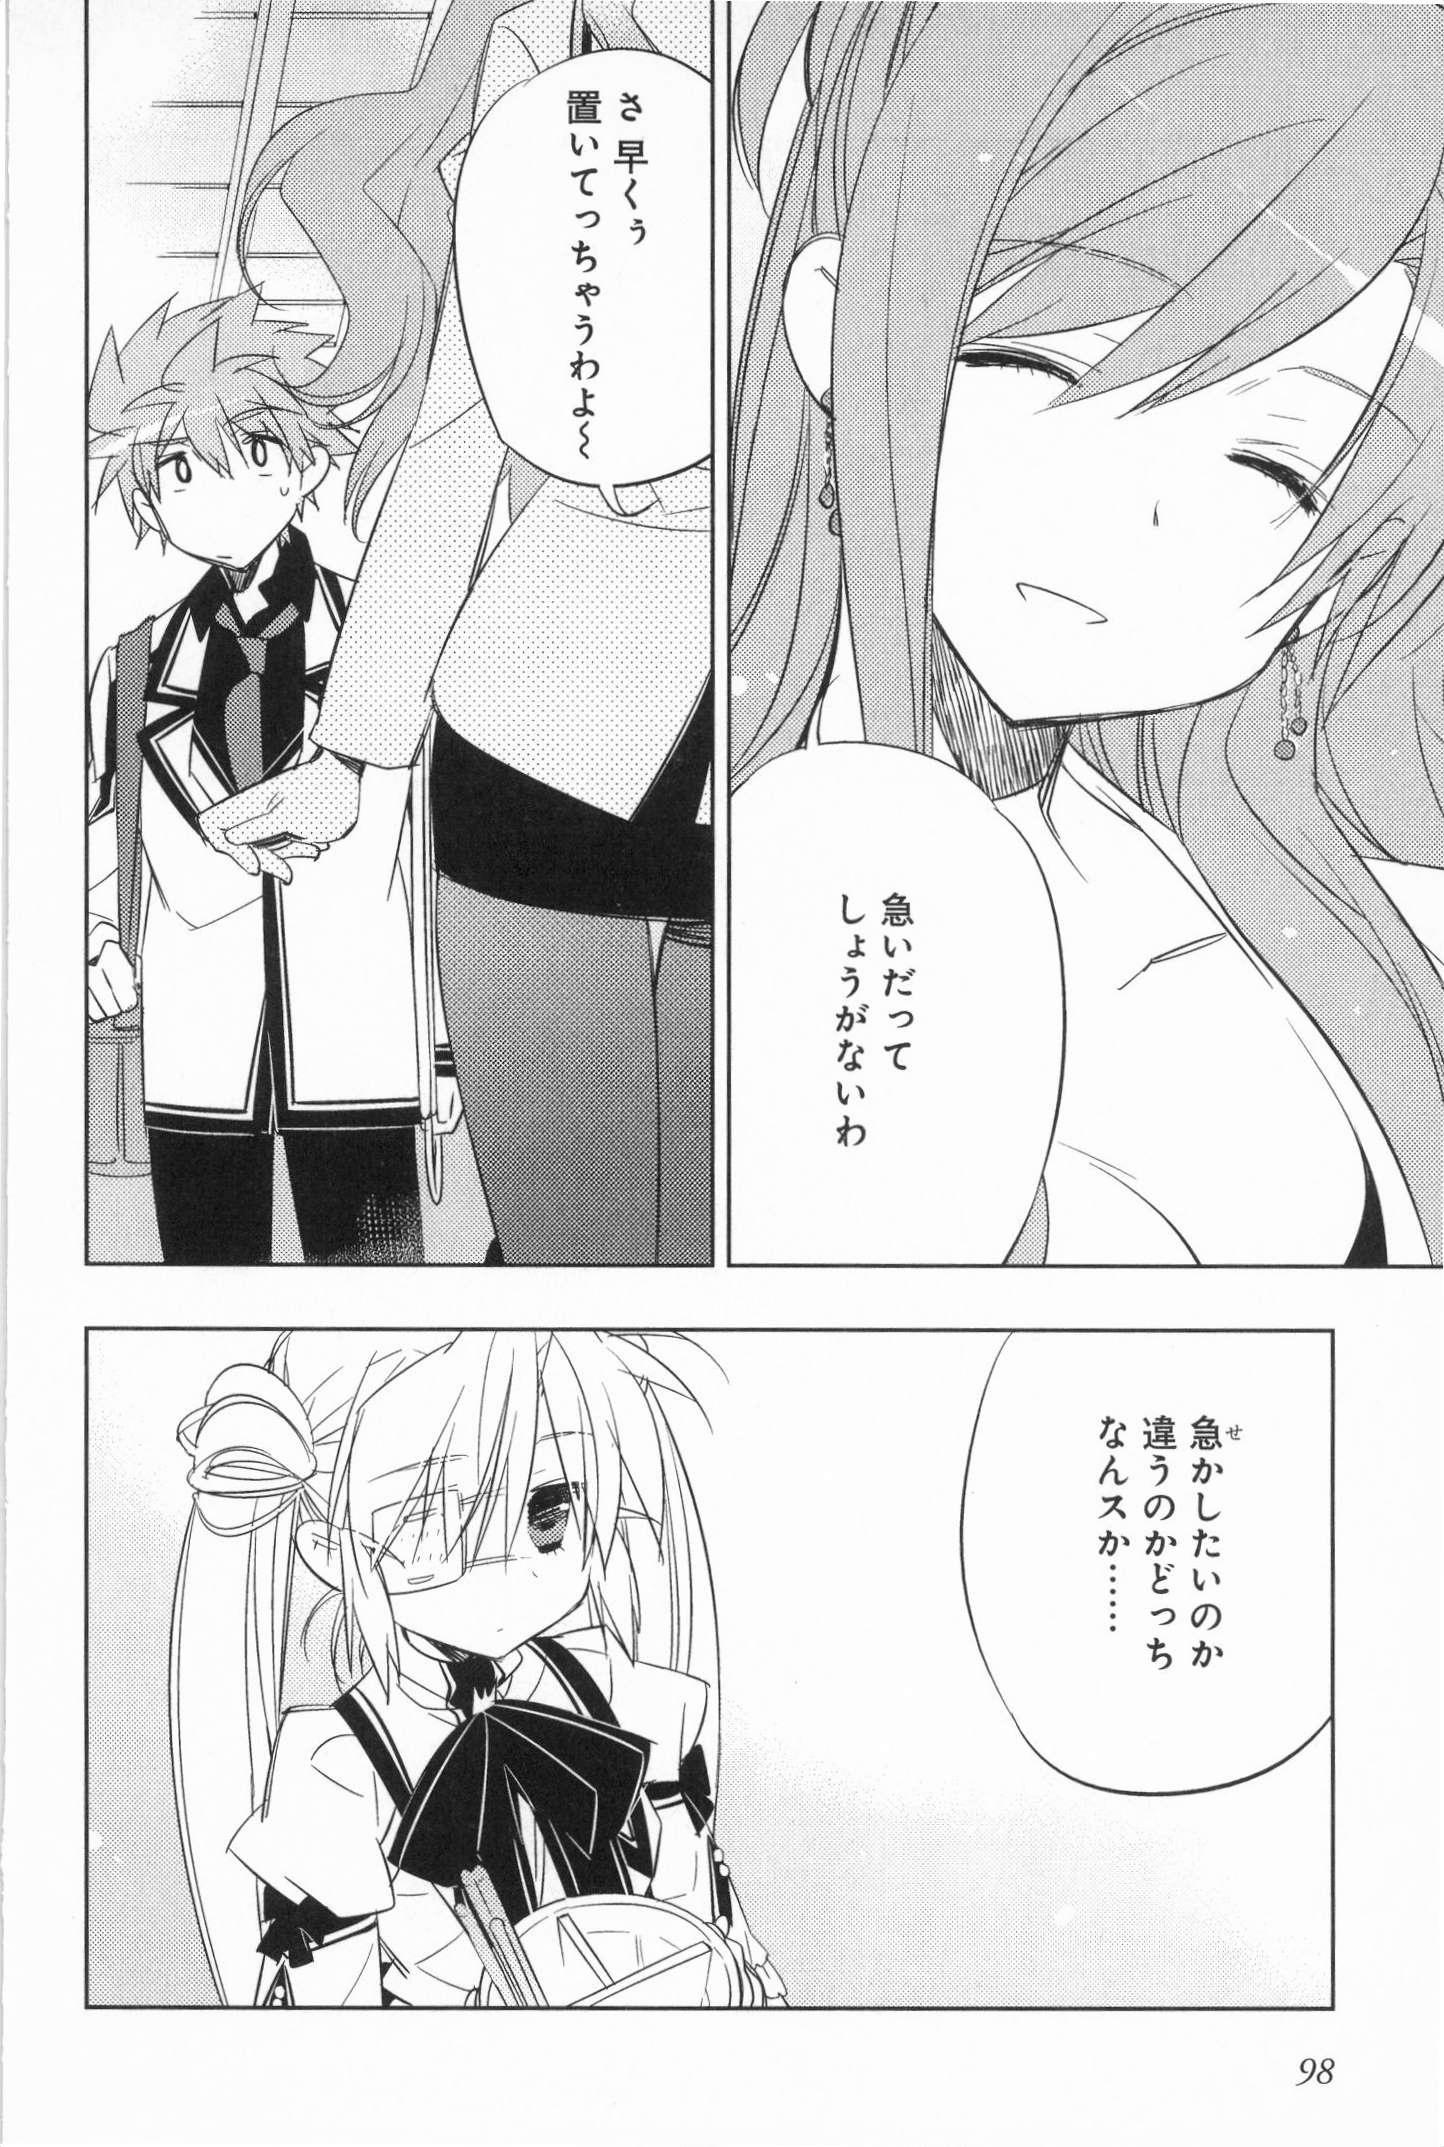 急いだって
しょうがないわ
さ 早くぅ
置いてっちゃうわよ〜
急かしたいのか
せ
違うのかどっち
なんスか……
98